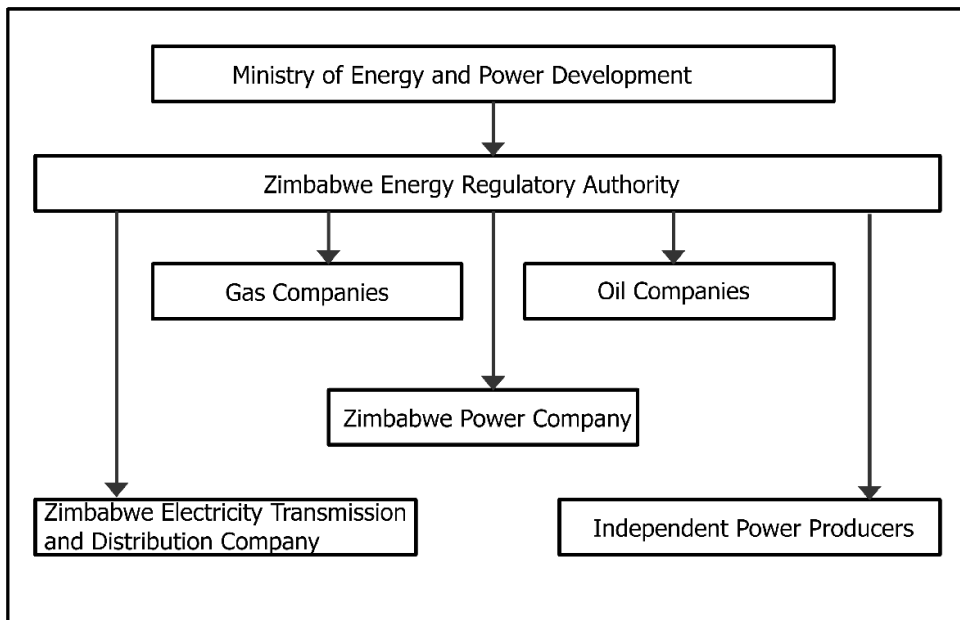 Ministry of Energy and Power Development
Zimbabwe Energy Regulatory Authority
Gas Companies
Oil Companies
Zimbabwe Power Company
Zimbabwe Electricity Transmission
and Distribution Company
Independent Power Producers